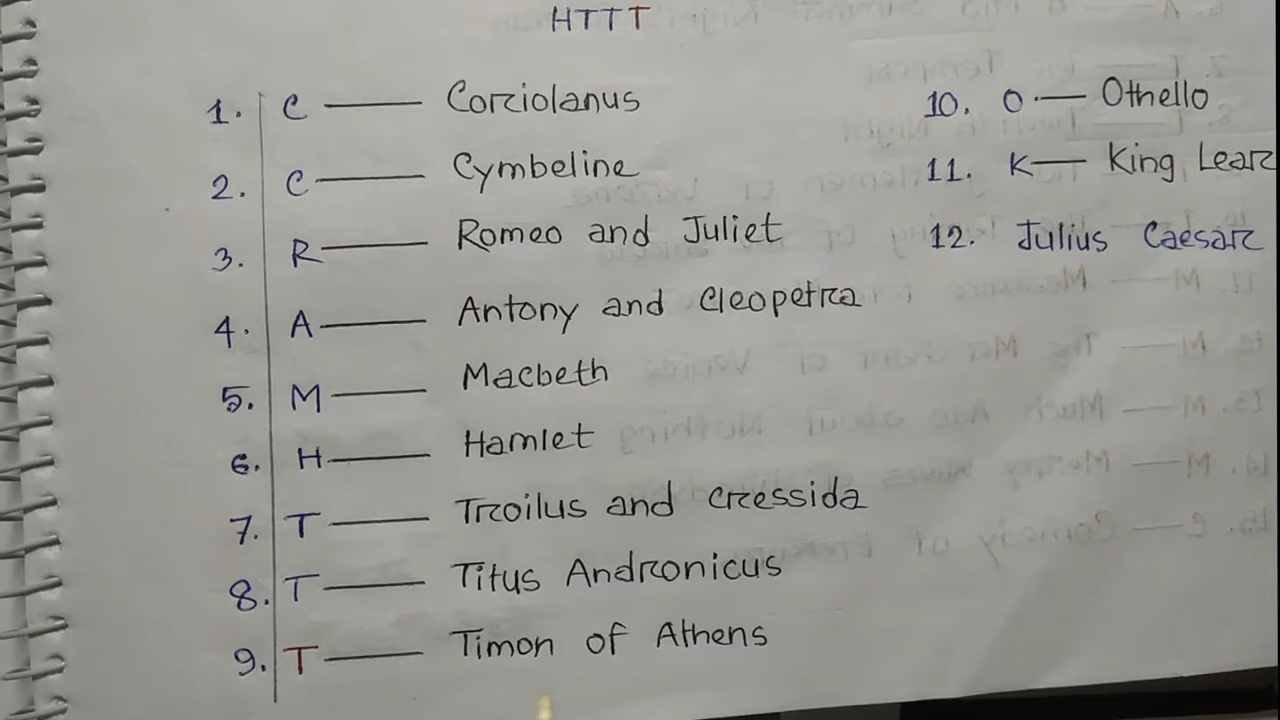 HTTT
1. C — Coriolanus
2. C — Cymbeline
3. R — Romeo and Juliet
4. A — Antony and Cleopetra
5. M — Macbeth
6. H — Hamlet
7. T — Troilus and Cressida
8. T — Titus Andronicus
9. T — Timon of Athens
10. O — Othello
11. K — King Lear
12. Julius Caesar